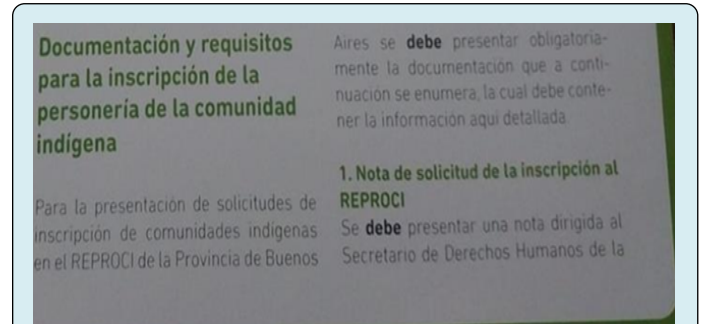 Documentación y requisitos
para la inscripción de la
personería de la comunidad
indígena
Para la presentación de solicitudes de
inscripción de comunidades indígenas
en el REPROCI de la Provincia de Buenos
Aires se debe presentar obligatoria-
mente la documentación que a conti-
nuación se enumera, la cual debe conte-
ner la información aquí detallada.
1. Nota de solicitud de la inscripción al
REPROCI
Se debe presentar una nota dirigida al
Secretario de Derechos Humanos de la